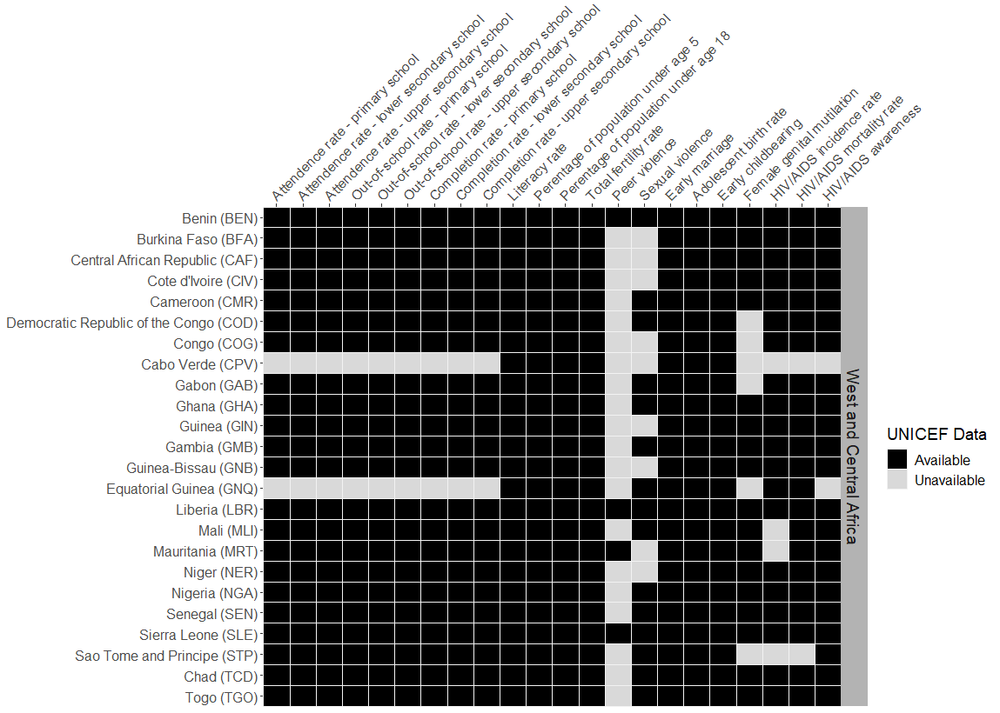 Attendence rate - primary school
Attendence rate - lower secondary school
Attendence rate - upper secondary school
Out-of-school rate - primary school
Out-of-school rate - lower secondary school
Out-of-school rate - upper secondary school
Completion rate - primary school
Completion rate - lower secondary school
Completion rate - upper secondary school
Literacy rate
Perentage of population under age 5
Perentage of population under age 18
Total fertility rate
Peer violence
Sexual violence
Early marriage
Adolescent birth rate
Early childbearing
Female genital mutilation
HIV/AIDS incidence rate
HIV/AIDS mortality rate
HIV/AIDS awareness
Benin (BEN)
Burkina Faso (BFA)
Central African Republic (CAF)
Cote d'Ivoire (CIV)
Cameroon (CMR)
Democratic Republic of the Congo (COD)
Congo (COG)
Cabo Verde (CPV)
Gabon (GAB)
Ghana (GHA)
Guinea (GIN)
Gambia (GMB)
Guinea-Bissau (GNB)
Equatorial Guinea (GNQ)
Liberia (LBR)
Mali (MLI)
Mauritania (MRT)
Niger (NER)
Nigeria (NGA)
Senegal (SEN)
Sierra Leone (SLE)
Sao Tome and Principe (STP)
Chad (TCD)
Togo (TGO)
West and Central Africa
UNICEF Data
Available
Unavailable